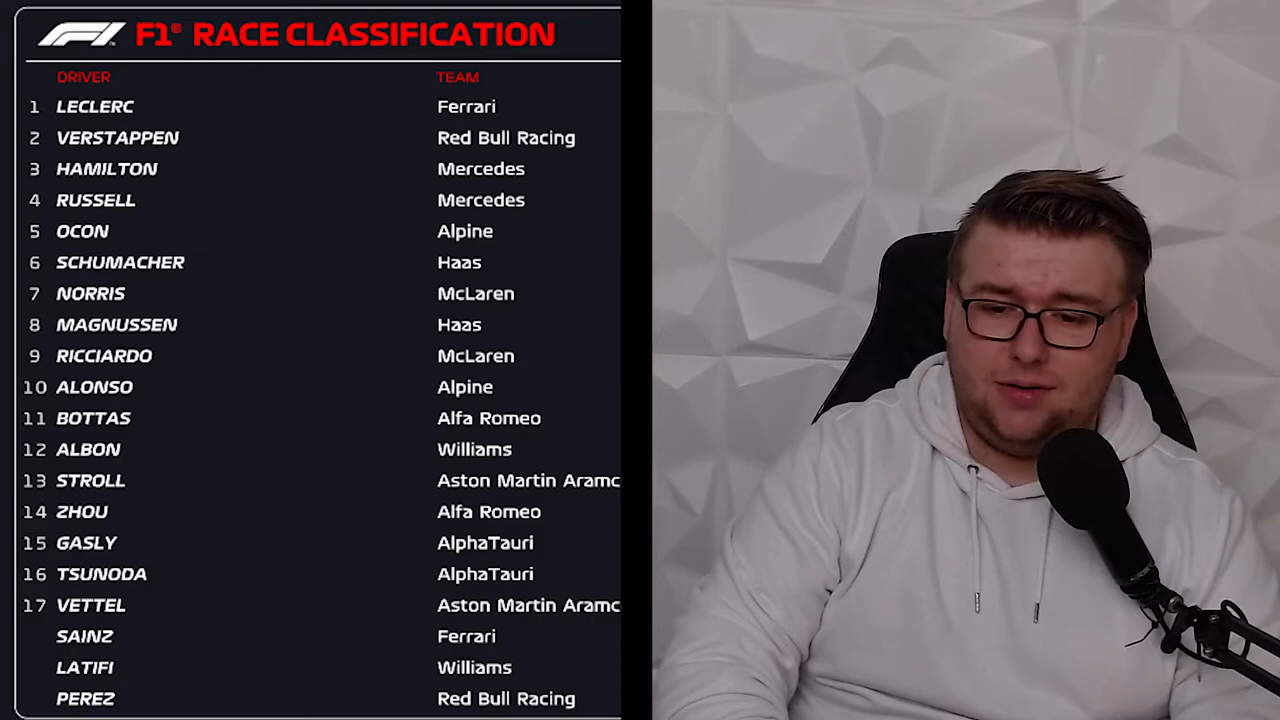 F1® RACE CLASSIFICATION
DRIVER TEAM
1 LECLERC Ferrari
2 VERSTAPPEN Red Bull Racing
3 HAMILTON Mercedes
4 RUSSELL Mercedes
5 OCON Alpine
6 SCHUMACHER Haas
7 NORRIS McLaren
8 MAGNUSSEN Haas
9 RICCIARDO McLaren
10 ALONSO Alpine
11 BOTTAS Alfa Romeo
12 ALBON Williams
13 STROLL Aston Martin Aramc
14 ZHOU Alfa Romeo
15 GASLY AlphaTauri
16 TSUNODA AlphaTauri
17 VETTEL Aston Martin Aramc
SAINZ Ferrari
LATIFI Williams
PEREZ Red Bull Racing